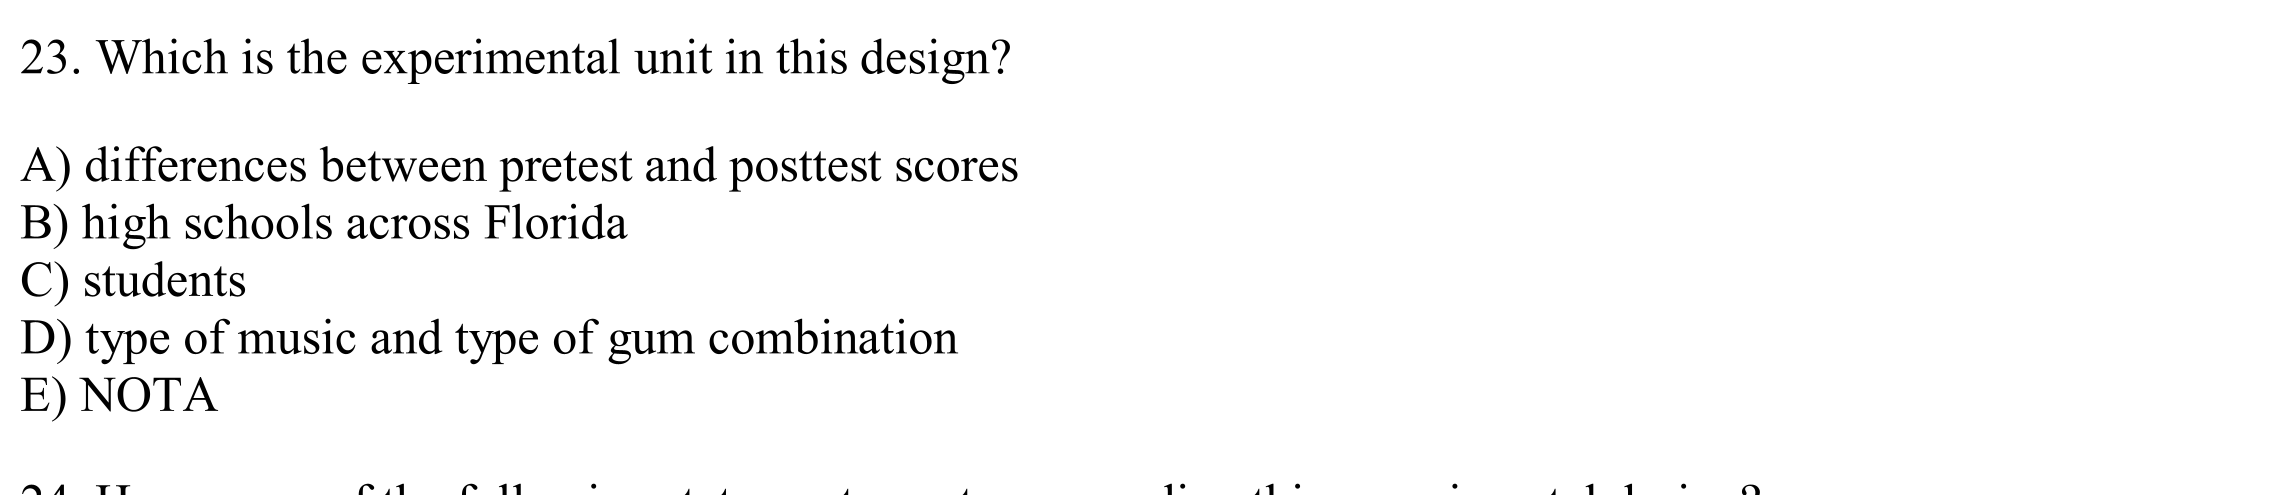 23. Which is the experimental unit in this design?
A) differences between pretest and posttest scores
B) high schools across Florida
C) students
D) type of music and type of gum combination
E) NOTA